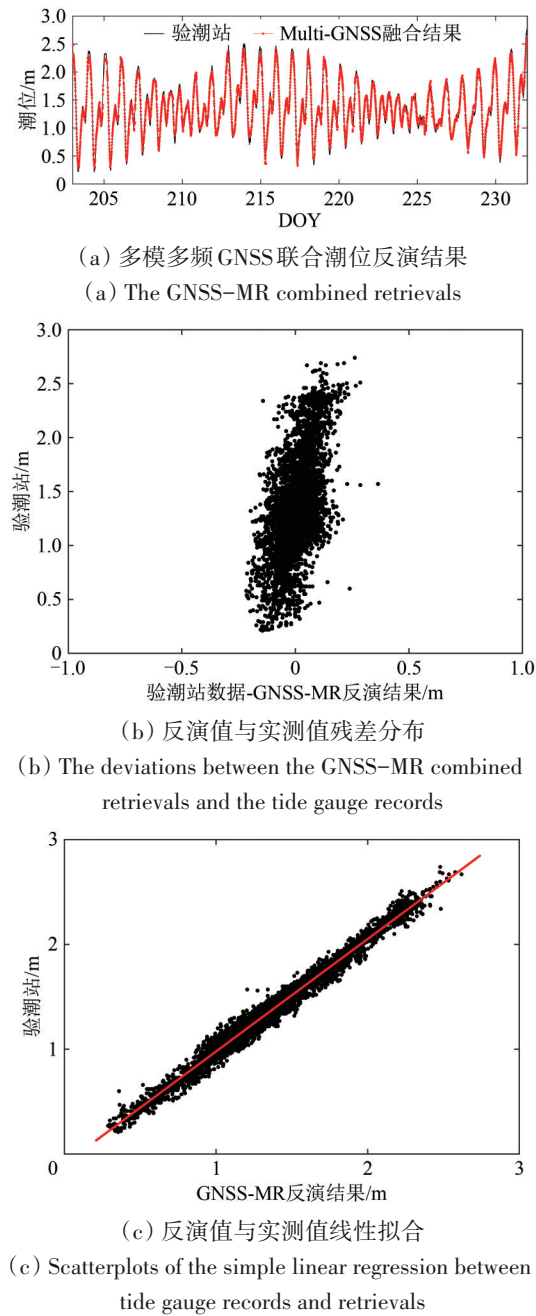 验潮站 Multi-GNSS融合结果
3.0
2.5
2.0
1.5
1.0
0.5
0
潮位/m
205 210 215 220 225 230
DOY
(a) 多模多频GNSS联合潮位反演结果
(a) The GNSS-MR combined retrievals
3.0
2.5
2.0
1.5
1.0
0.5
0
验潮站/m
-1.0 -0.5 0 0.5 1.0
验潮站数据-GNSS-MR反演结果/m
(b) 反演值与实测值残差分布
(b) The deviations between the GNSS-MR combined
retrievals and the tide gauge records
3
2
1
0
验潮站/m
1 2 3
GNSS-MR反演结果/m
(c) 反演值与实测值线性拟合
(c) Scatterplots of the simple linear regression between
tide gauge records and retrievals